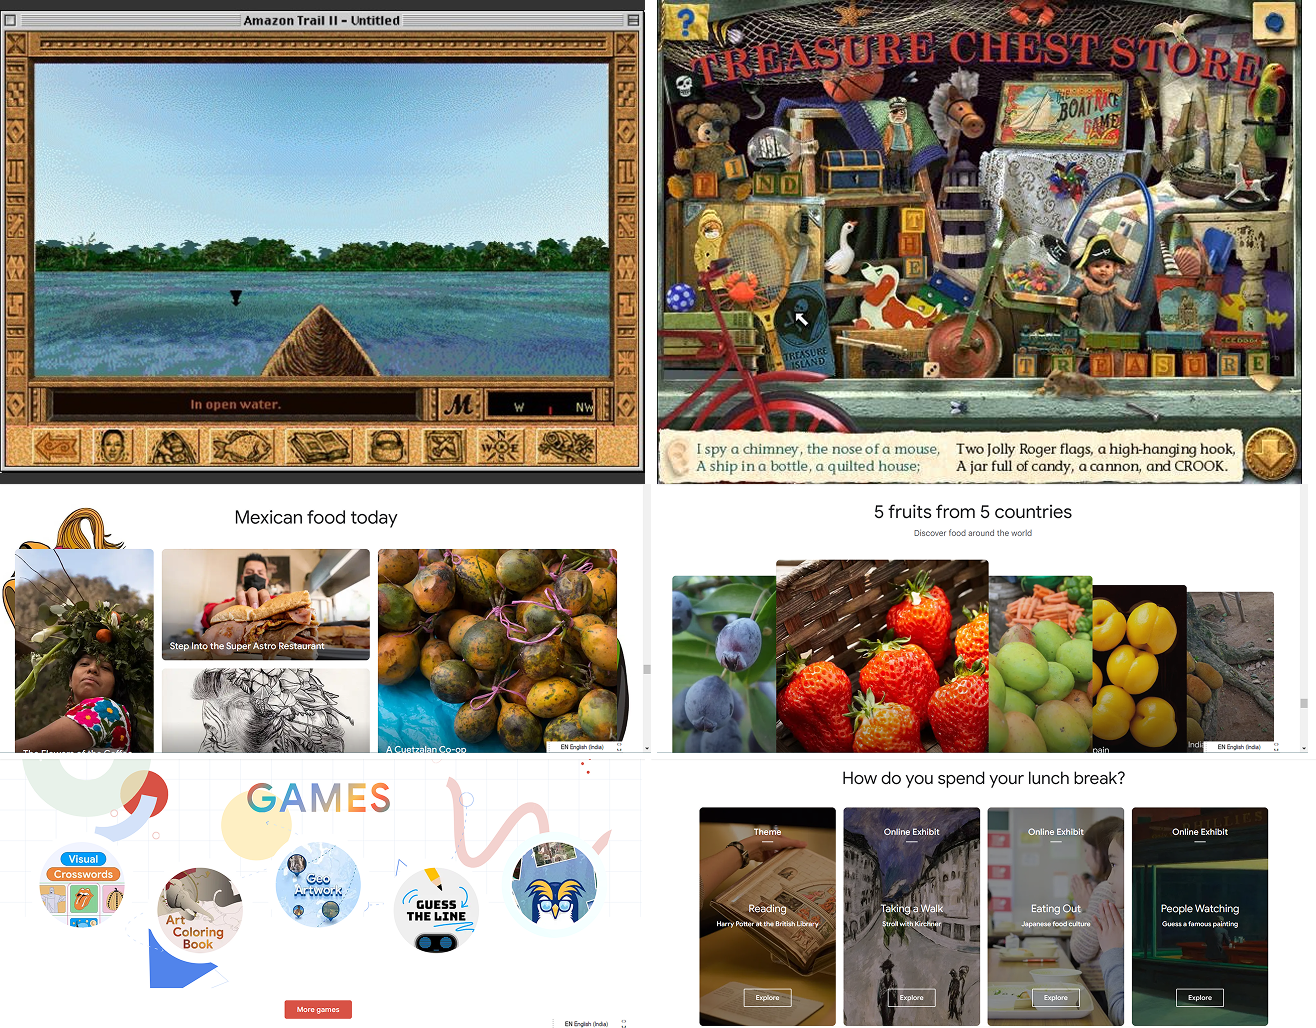 Amazon Trail II – Untitled
In open water.
M
W
NW
N
?
TREASURE CHEST STORE
THE
BOAT RACE
GAME
FIND
THE
TREASURE
ISLAND
TREASURE
I spy a chimney, the nose of a mouse,
A ship in a bottle, a quilted house;
Two Jolly Roger flags, a high-hanging hook,
A jar full of candy, a cannon, and CROOK.
Mexican food today
Step Into the Super Astro Restaurant
The Flowers of the Coffee
A Cuetzalan Co-op
EN English (India)
5 fruits from 5 countries
Discover food around the world
pain
India
EN English (India)
GAMES
Visual
Crosswords
Art
Coloring
Book
Geo
Artwork
GUESS
THE LINE
More games
EN English (India)
How do you spend your lunch break?
Theme
Reading
Harry Potter at the British Library
Explore
Online Exhibit
Taking a Walk
Stroll with Kirchner
Explore
Online Exhibit
Eating Out
Japanese food culture
Explore
PHILLIES
Online Exhibit
People Watching
Guess a famous painting
Explore